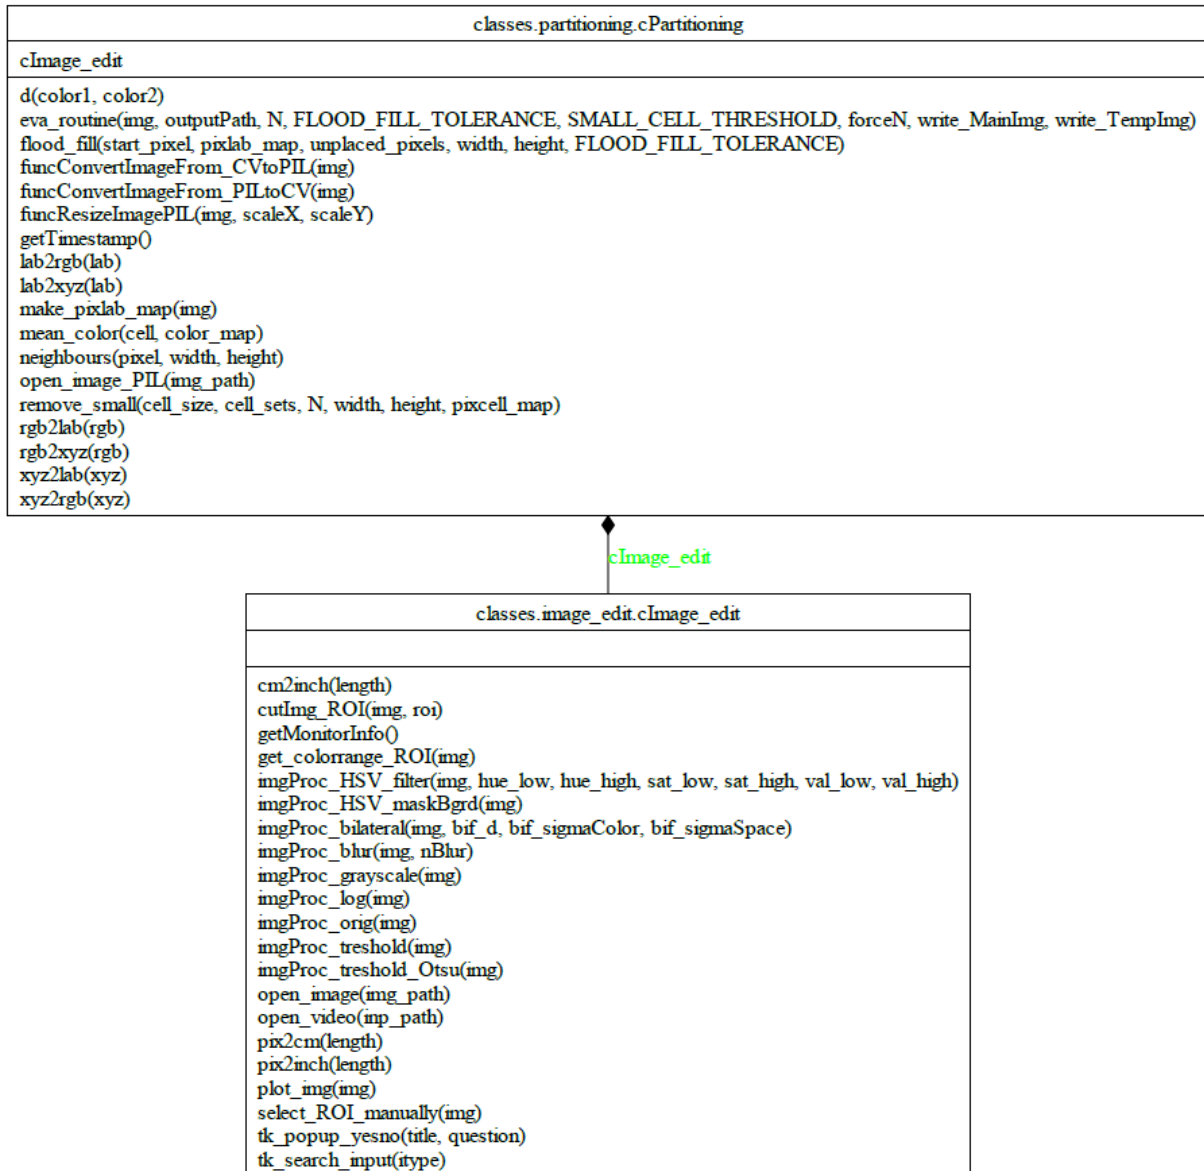 classes.partitioning.cPartitioning
cImage_edit
d(color1, color2)
eva_routine(img, outputPath, N, FLOOD_FILL_TOLERANCE, SMALL_CELL_THRESHOLD, forceN, write_MainImg, write_TempImg)
flood_fill(start_pixel, pixlab_map, unplaced_pixels, width, height, FLOOD_FILL_TOLERANCE)
funcConvertImageFrom_CVtoPIL(img)
funcConvertImageFrom_PILtoCV(img)
funcResizeImagePIL(img, scaleX, scaleY)
getTimestamp()
lab2rgb(lab)
lab2xyz(lab)
make_pixlab_map(img)
mean_color(cell, color_map)
neighbours(pixel, width, height)
open_image_PIL(img_path)
remove_small(cell_size, cell_sets, N, width, height, pixcell_map)
rgb2lab(rgb)
rgb2xyz(rgb)
xyz2lab(xyz)
xyz2rgb(xyz)
cImage_edit
classes.image_edit.cImage_edit
cm2inch(length)
cutImg_ROI(img, roi)
getMonitorInfo()
get_colorrange_ROI(img)
imgProc_HSV_filter(img, hue_low, hue_high, sat_low, sat_high, val_low, val_high)
imgProc_HSV_maskBgrd(img)
imgProc_bilateral(img, bif_d, bif_sigmaColor, bif_sigmaSpace)
imgProc_blur(img, nBlur)
imgProc_grayscale(img)
imgProc_log(img)
imgProc_orig(img)
imgProc_treshold(img)
imgProc_treshold_Otsu(img)
open_image(img_path)
open_video(inp_path)
pix2cm(length)
pix2inch(length)
plot_img(img)
select_ROI_manually(img)
tk_popup_yesno(title, question)
tk_search_input(itype)